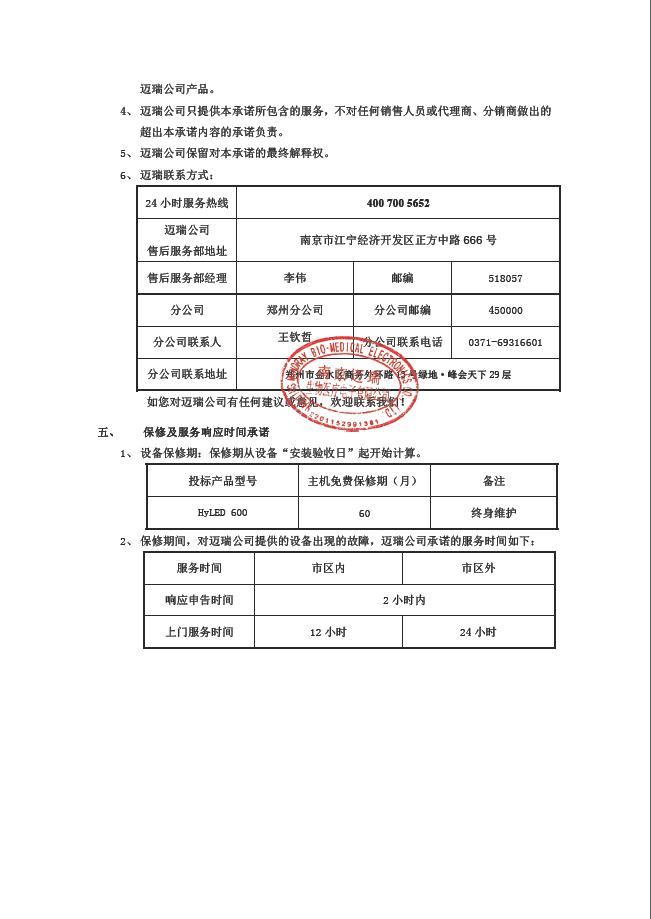 迈瑞公司产品。
4、 迈瑞公司只提供本承诺所包含的服务，不对任何销售人员或代理商、分销商做出的
超出本承诺内容的承诺负责。
5、 迈瑞公司保留对本承诺的最终解释权。
6、 迈瑞联系方式：
24 小时服务热线 400 700 5652
迈瑞公司
售后服务部地址 南京市江宁经济开发区正方中路 666 号
售后服务部经理 李伟 邮编 518057
分公司 郑州分公司 分公司邮编 450000
分公司联系人 王钦哲 分公司联系电话 0371-69316601
分公司联系地址 郑州市金水区商务外环路 号绿地·峰会天下 29 层
南京迈瑞
生物医疗电子有限公司
如您对迈瑞公司有任何建议或意见，欢迎联系我们！
五、 保修及服务响应时间承诺
1、 设备保修期：保修期从设备“安装验收日”起开始计算。
投标产品型号 主机免费保修期（月） 备注
HyLED 600 60 终身维护
2、 保修期间，对迈瑞公司提供的设备出现的故障，迈瑞公司承诺的服务时间如下：
服务时间 市区内 市区外
响应申告时间 2 小时内
上门服务时间 12 小时 24 小时